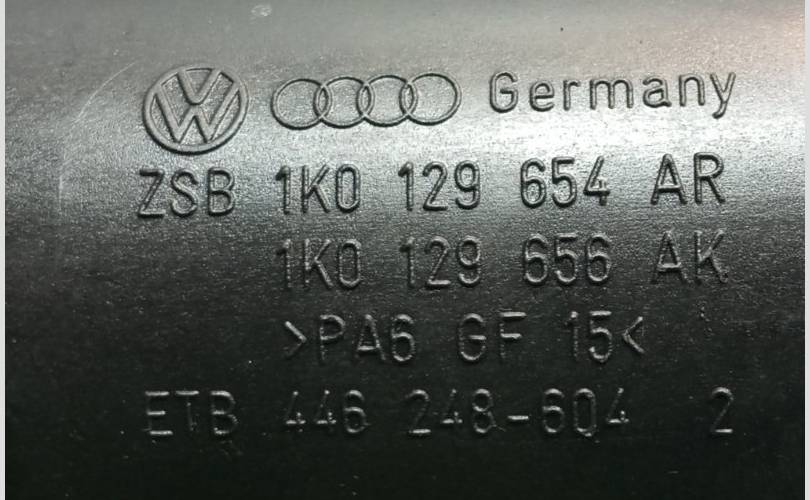 Germany
ZSB 1K0 129 654 AR
1K0 129 656 AK
>PA6 GF 15<
ETB 446 248-604 2